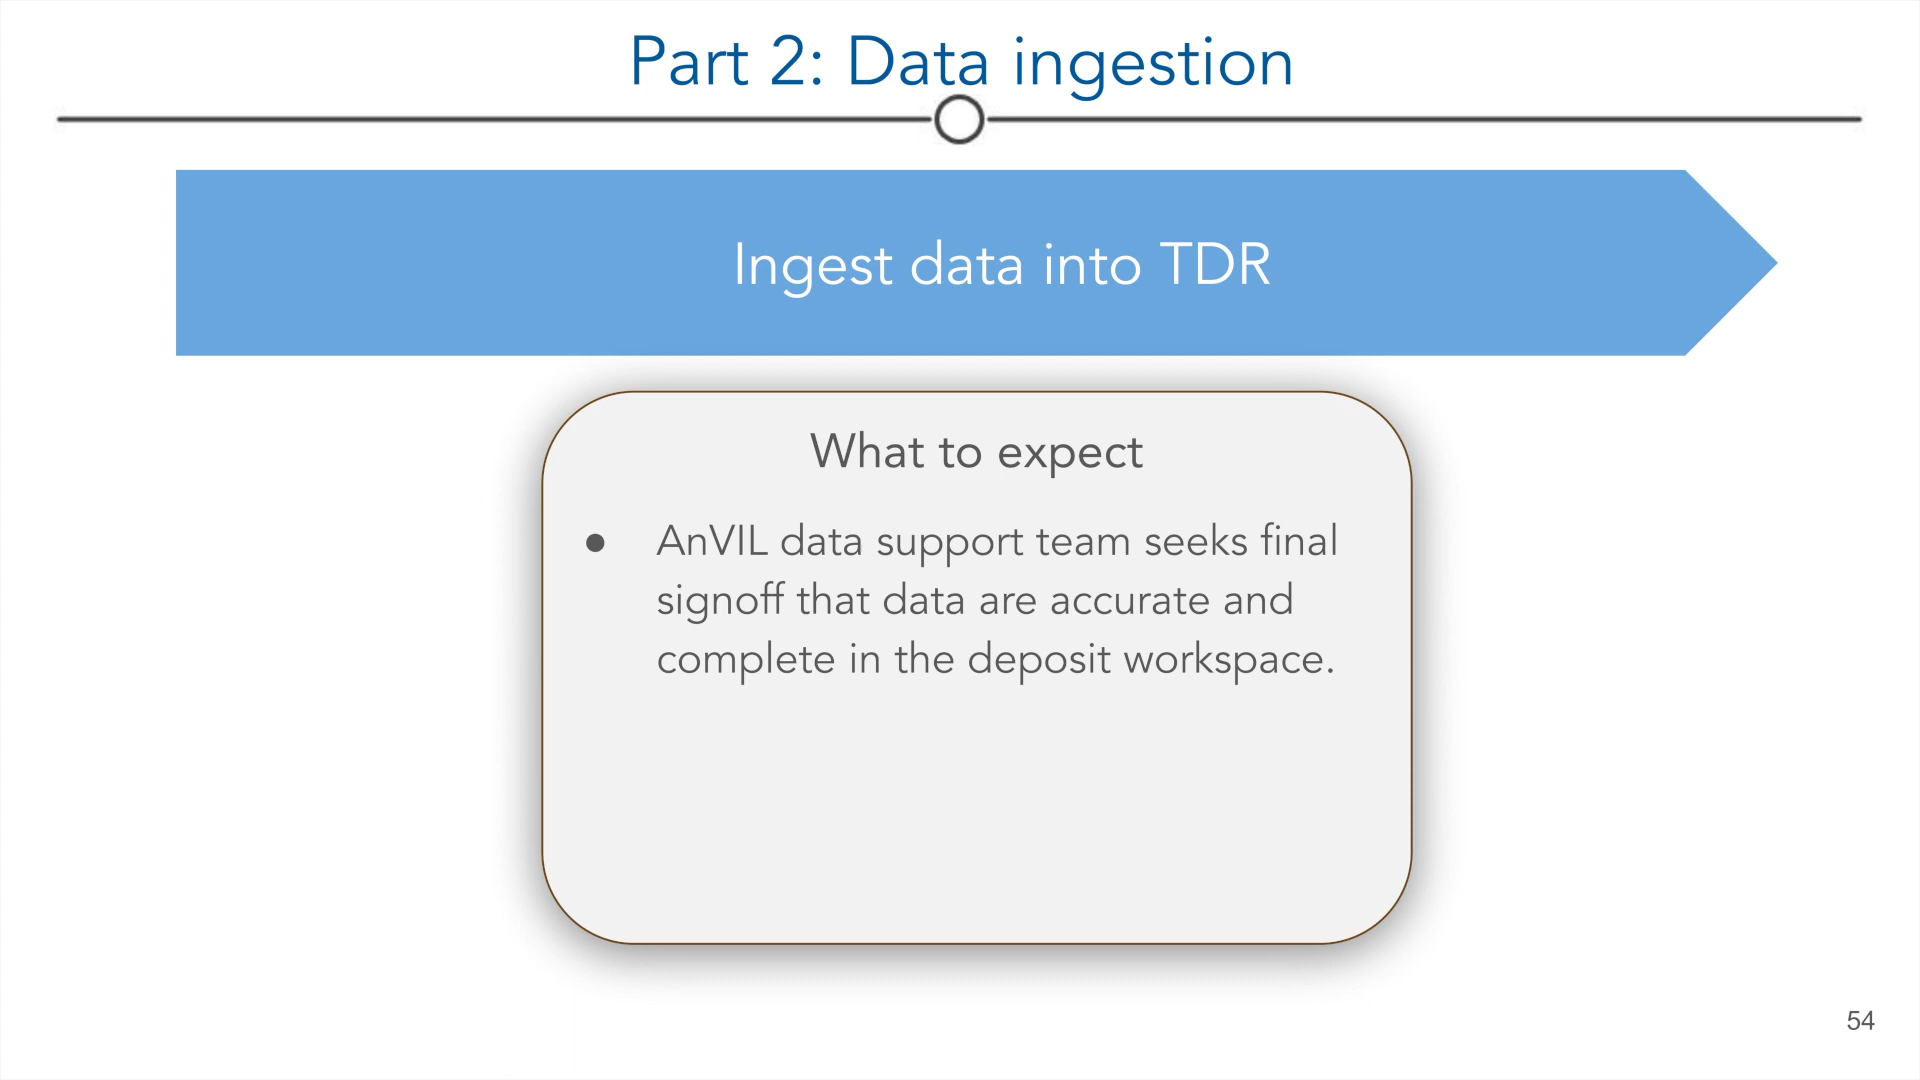 Part 2: Data ingestion
Ingest data into TDR
What to expect
● AnVIL data support team seeks final
signoff that data are accurate and
complete in the deposit workspace.
54